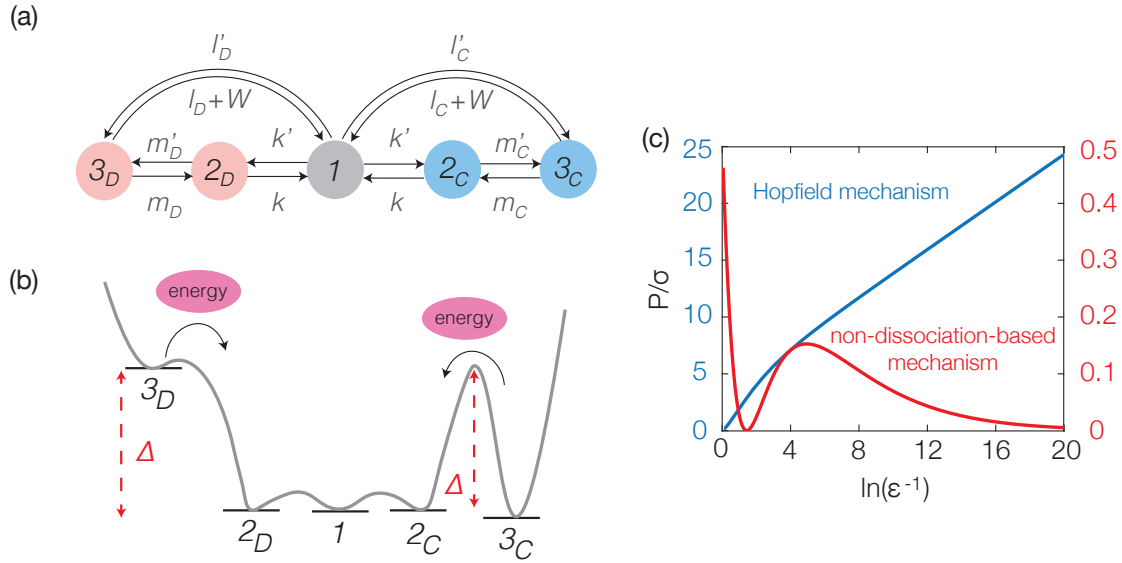 (a)
l'D
l'C
lD+W
lC+W
m'D
k'
k'
m'C
3D
2D
1
2C
3C
mD
k
k
mC
(b)
energy
energy
3D
Δ
Δ
2D
1
2C
3C
(c)
25
20
15
10
5
0
P/σ
Hopfield mechanism
non-dissociation-based
mechanism
0.5
0.4
0.3
0.2
0.1
0
0
4
8
12
16
20
ln(ε⁻¹)